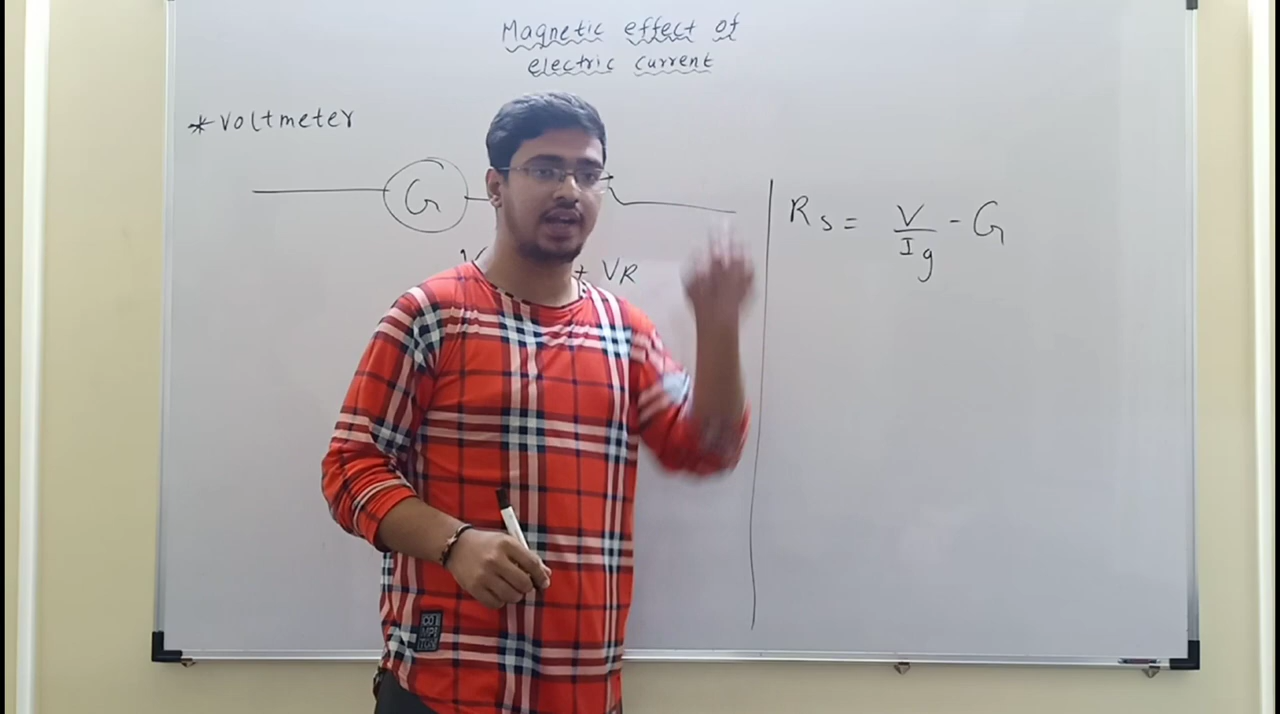 Magnetic effect of
electric current
*voltmeter
G
+ VR
Rs = V/Ig - G